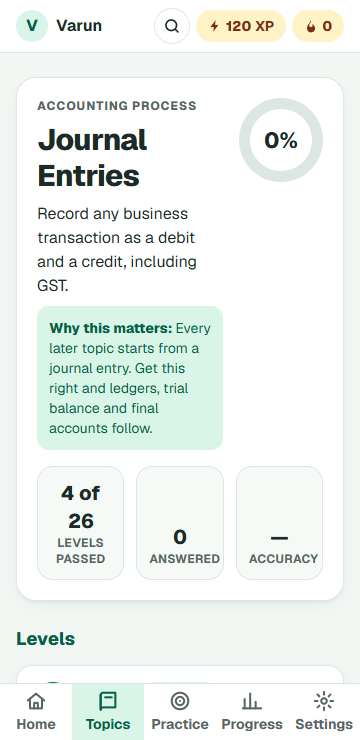 V Varun 120 XP 0
ACCOUNTING PROCESS
Journal
Entries
0%
Record any business
transaction as a debit
and a credit, including
GST.
Why this matters: Every
later topic starts from a
journal entry. Get this
right and ledgers, trial
balance and final
accounts follow.
4 of
26
LEVELS
PASSED
0
ANSWERED
—
ACCURACY
Levels
Home Topics Practice Progress Settings